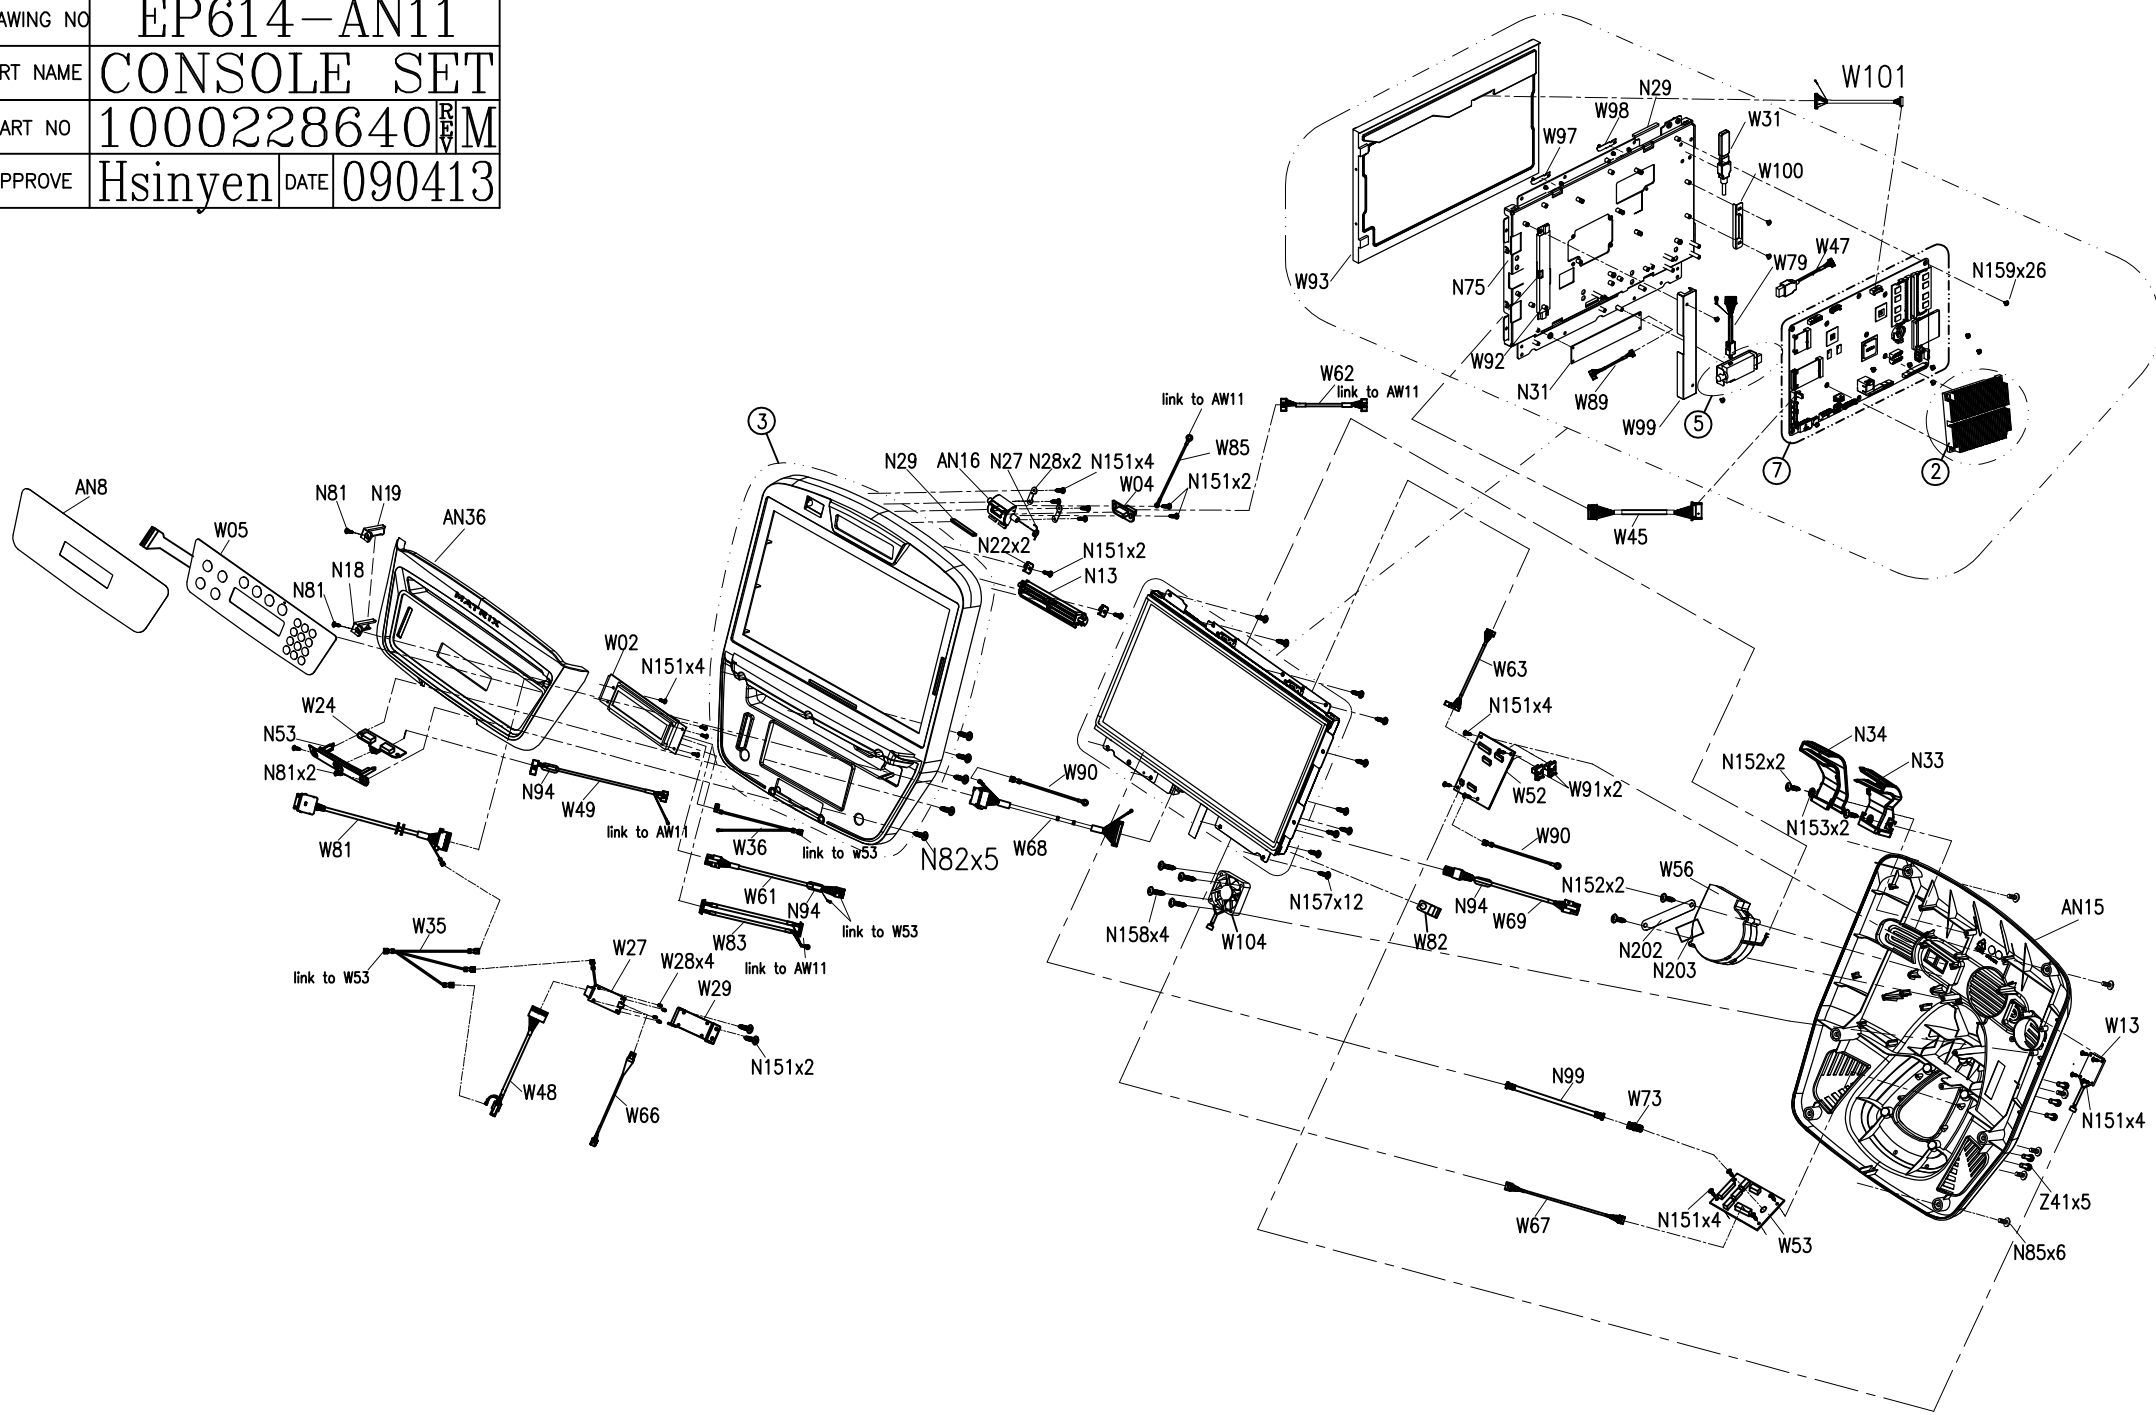 AWING NO EP614-AN11
RT NAME CONSOLE SET
ART NO 1000228640 REV M
PPROVE Hsinyen DATE 090413
W101
N29
W98
W31
W97
W100
W47
W79
N159x26
W93
N75
W92
N31
W89
W99
5
7
2
W45
W62
link to AW11
link to AW11
W85
3
N29
AN16
N27
N28x2
N151x4
W04
N151x2
N22x2
N151x2
N13
AN8
N81
N19
W05
AN36
N18
N81
MATRIX
W02
N151x4
W24
N53
N81x2
N94
W49
link to AW11
W81
W36
link to W53
N82x5
W90
W68
W61
N94
link to W53
W83
link to AW11
W35
link to W53
W27
W28x4
W29
N151x2
W48
W66
W63
N151x4
W52
W91x2
W90
N34
N152x2
N33
N153x2
N158x4
W104
N157x12
W82
N94
W69
N152x2
W56
N202
N203
AN15
W13
N151x4
N99
W73
W67
N151x4
W53
Z41x5
N85x6